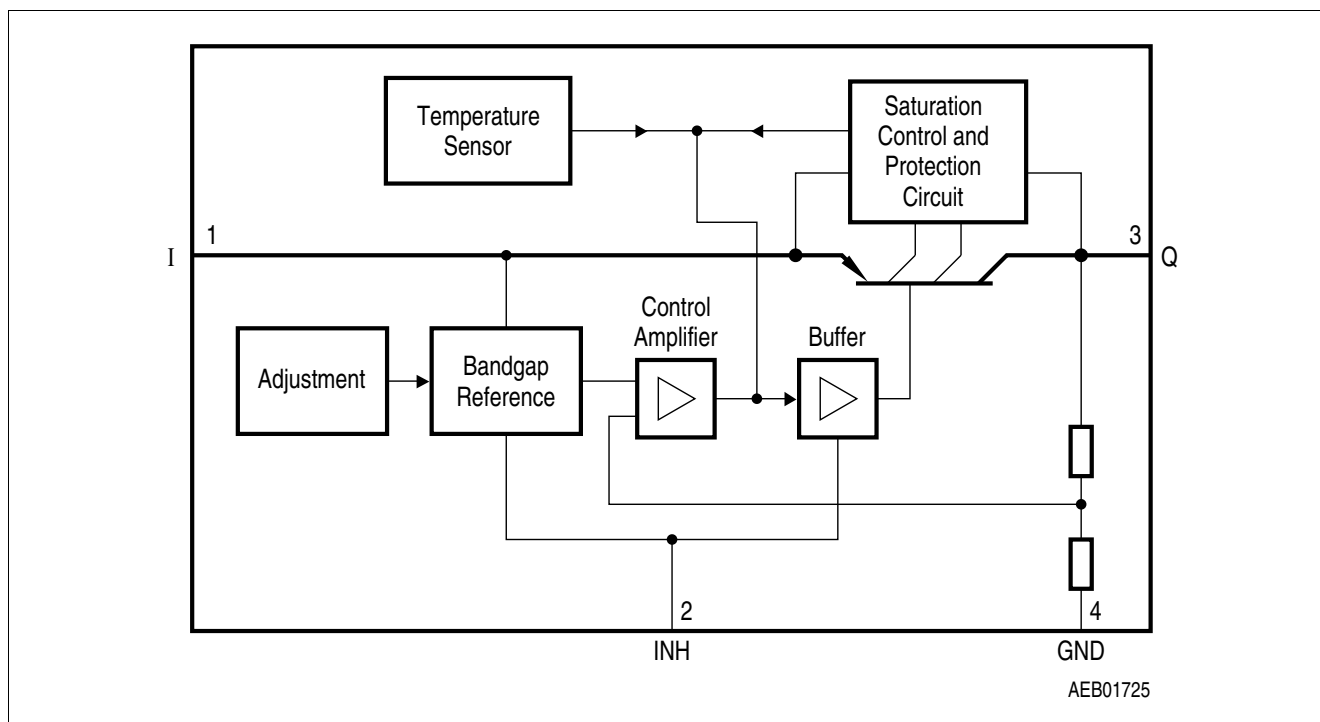 Temperature
Sensor
Saturation
Control and
Protection
Circuit
I
1
3
Q
Adjustment
Bandgap
Reference
Control
Amplifier
Buffer
2
INH
4
GND
AEB01725